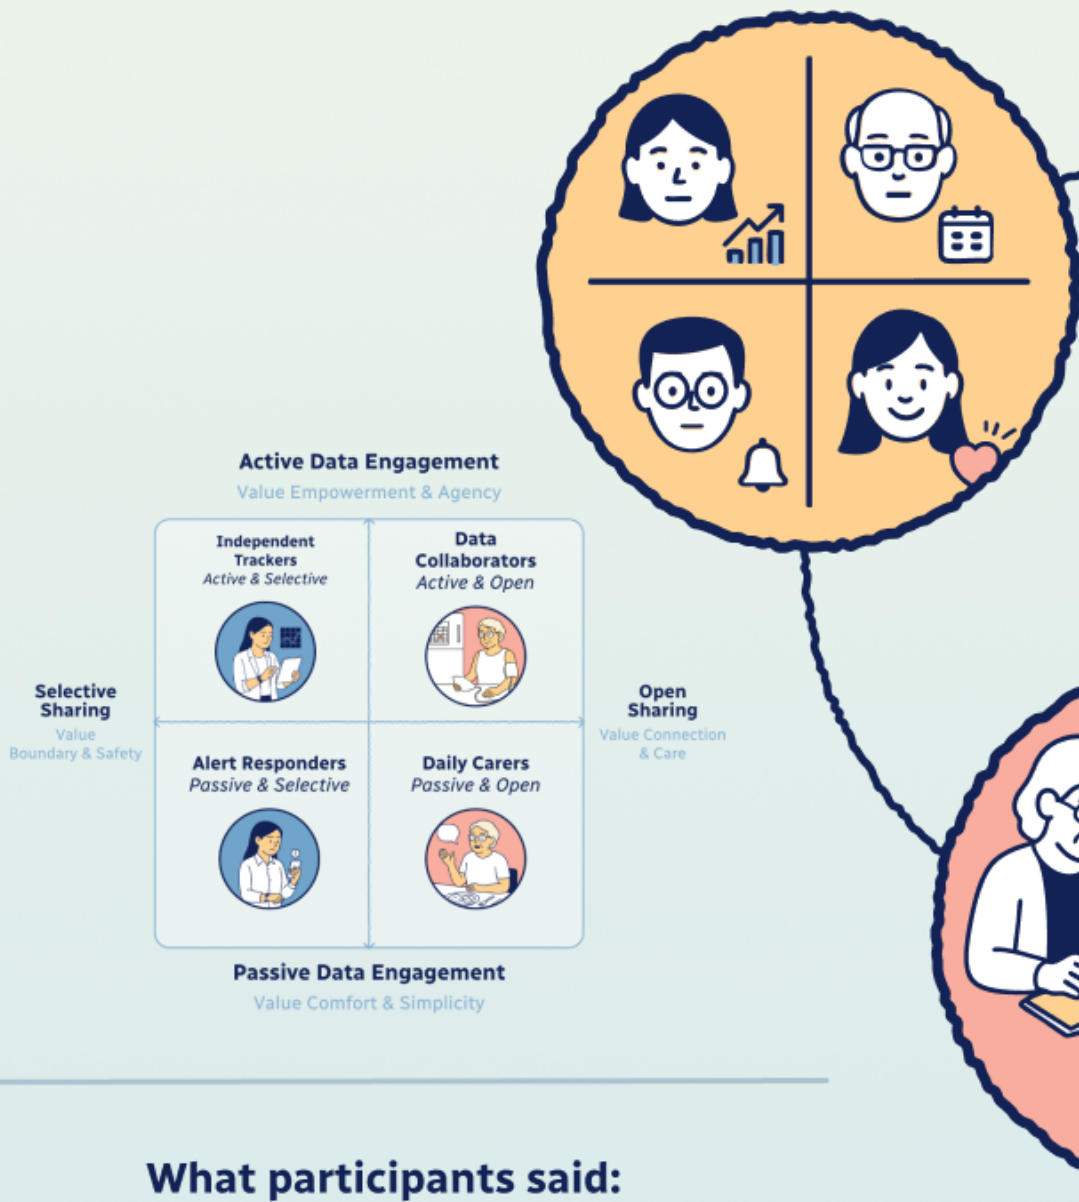 Active Data Engagement
Value Empowerment & Agency
Independent
Trackers
Active & Selective
Data
Collaborators
Active & Open
Selective
Sharing
Value
Boundary & Safety
Open
Sharing
Value Connection
& Care
Alert Responders
Passive & Selective
Daily Carers
Passive & Open
Passive Data Engagement
Value Comfort & Simplicity
What participants said: